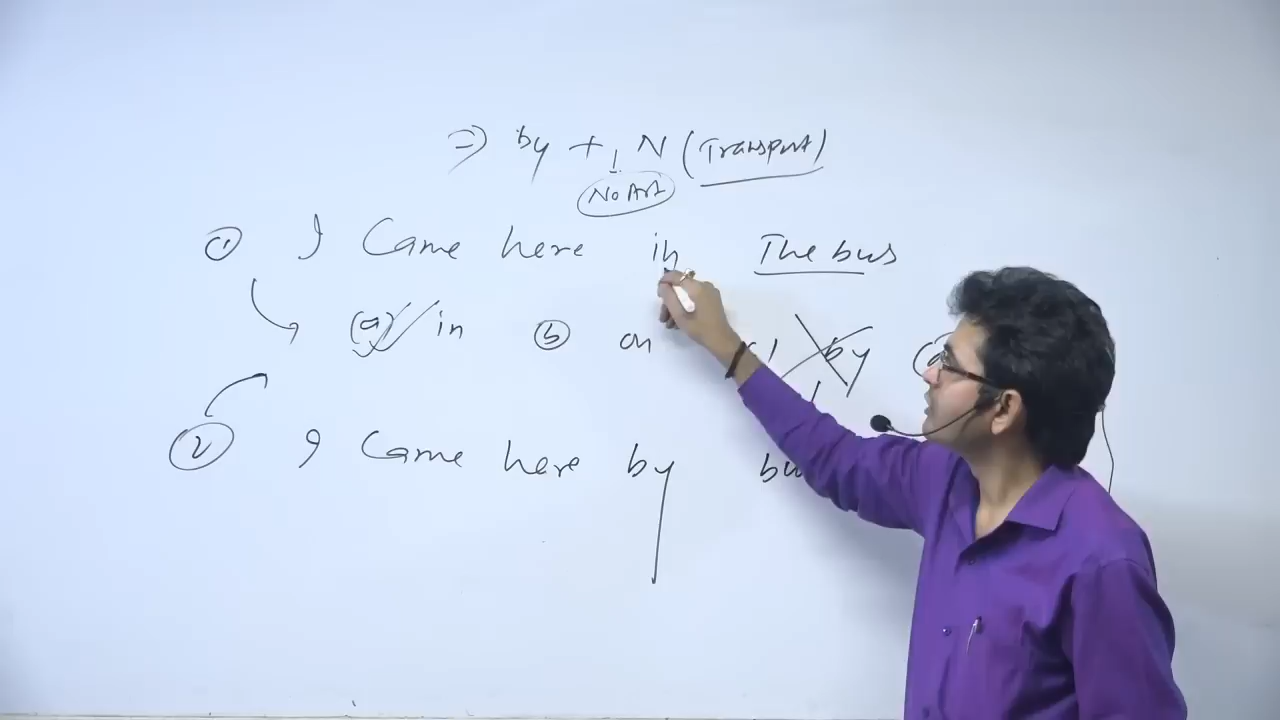 => by + N (Transport)
No Art
① I Came here in The bus
(a) in (b) on by
② I Came here by